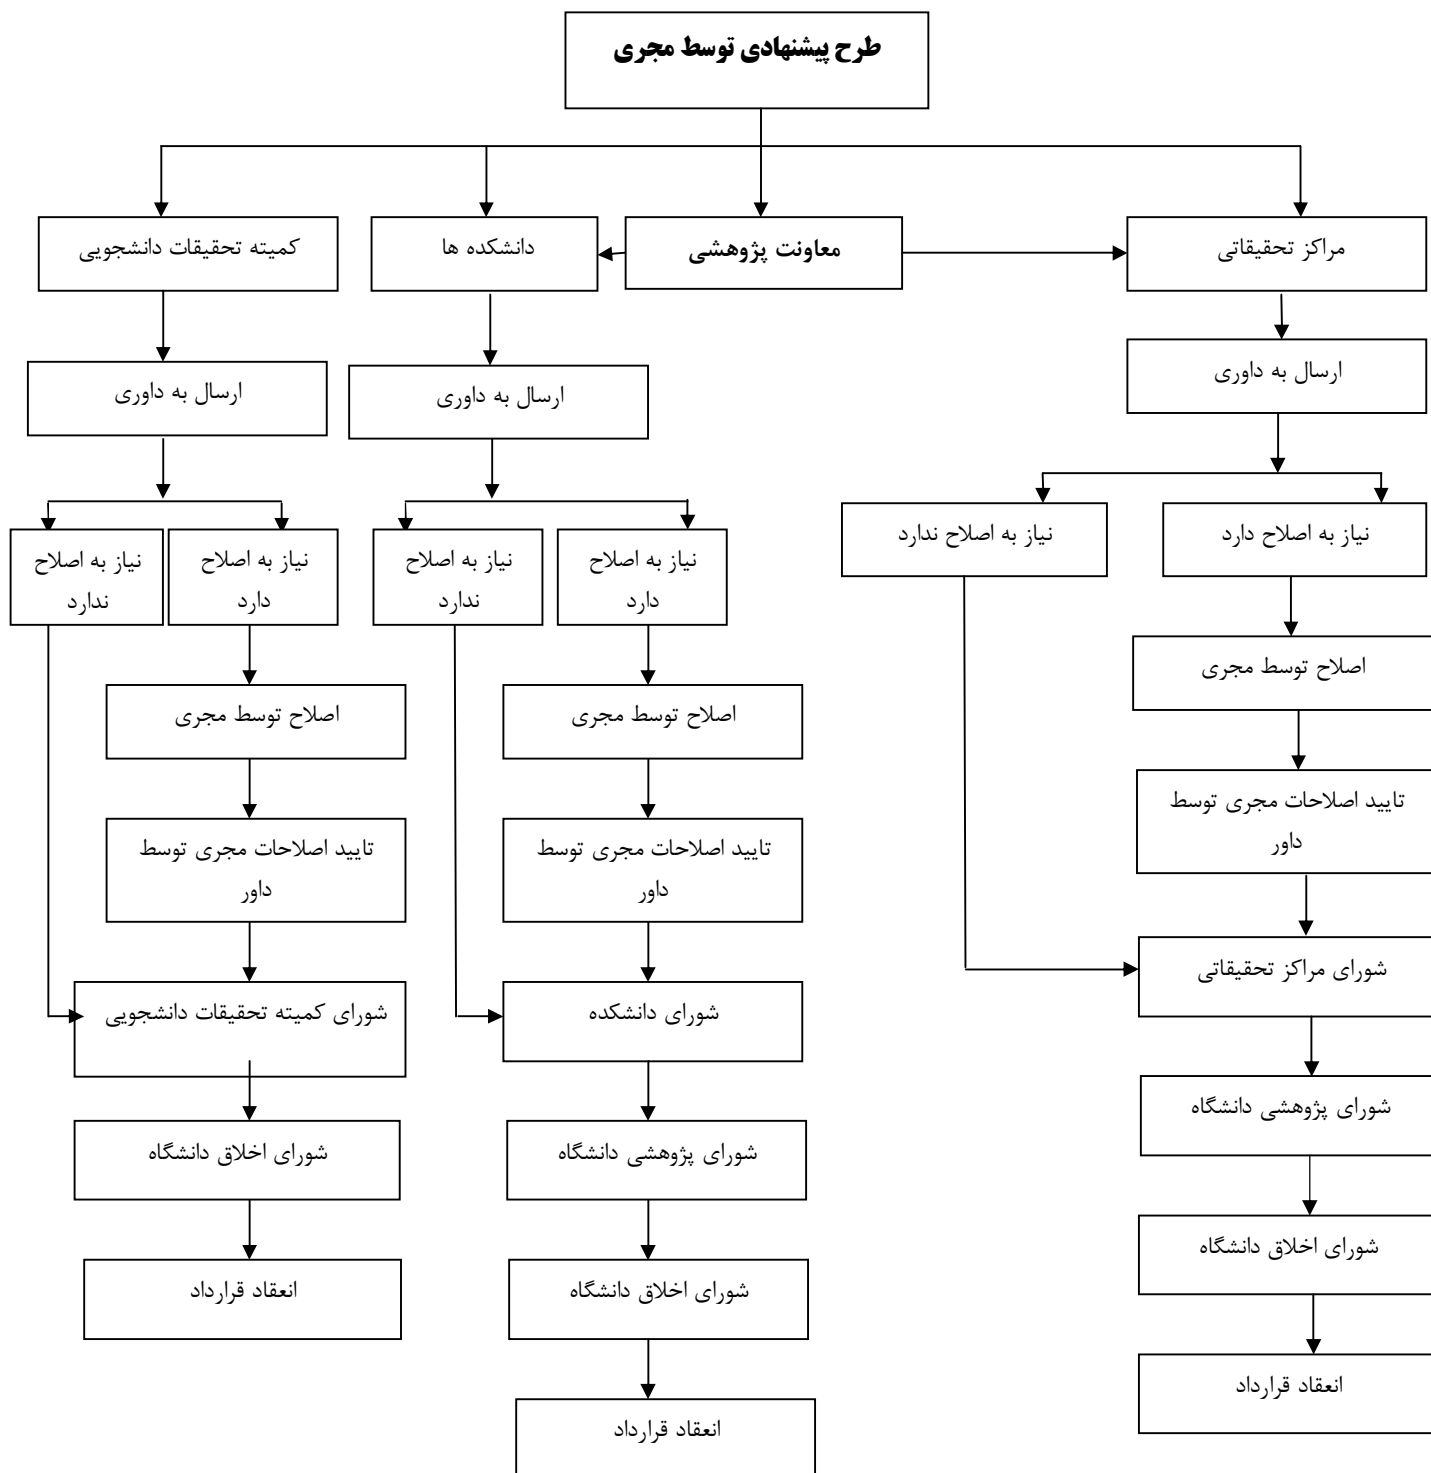 طرح پیشنهادی توسط مجری
مراکز تحقیقاتی
معاونت پژوهشی
دانشکده ها
کمیته تحقیقات دانشجویی
ارسال به داوری
ارسال به داوری
ارسال به داوری
نیاز به اصلاح دارد
نیاز به اصلاح ندارد
نیاز به اصلاح
دارد
نیاز به اصلاح
ندارد
نیاز به اصلاح
دارد
نیاز به اصلاح
ندارد
اصلاح توسط مجری
اصلاح توسط مجری
اصلاح توسط مجری
تایید اصلاحات مجری توسط
داور
تایید اصلاحات مجری توسط
داور
تایید اصلاحات مجری توسط
داور
شورای مراکز تحقیقاتی
شورای دانشکده
شورای کمیته تحقیقات دانشجویی
شورای پژوهشی دانشگاه
شورای پژوهشی دانشگاه
شورای اخلاق دانشگاه
شورای اخلاق دانشگاه
شورای اخلاق دانشگاه
انعقاد قرارداد
انعقاد قرارداد
انعقاد قرارداد